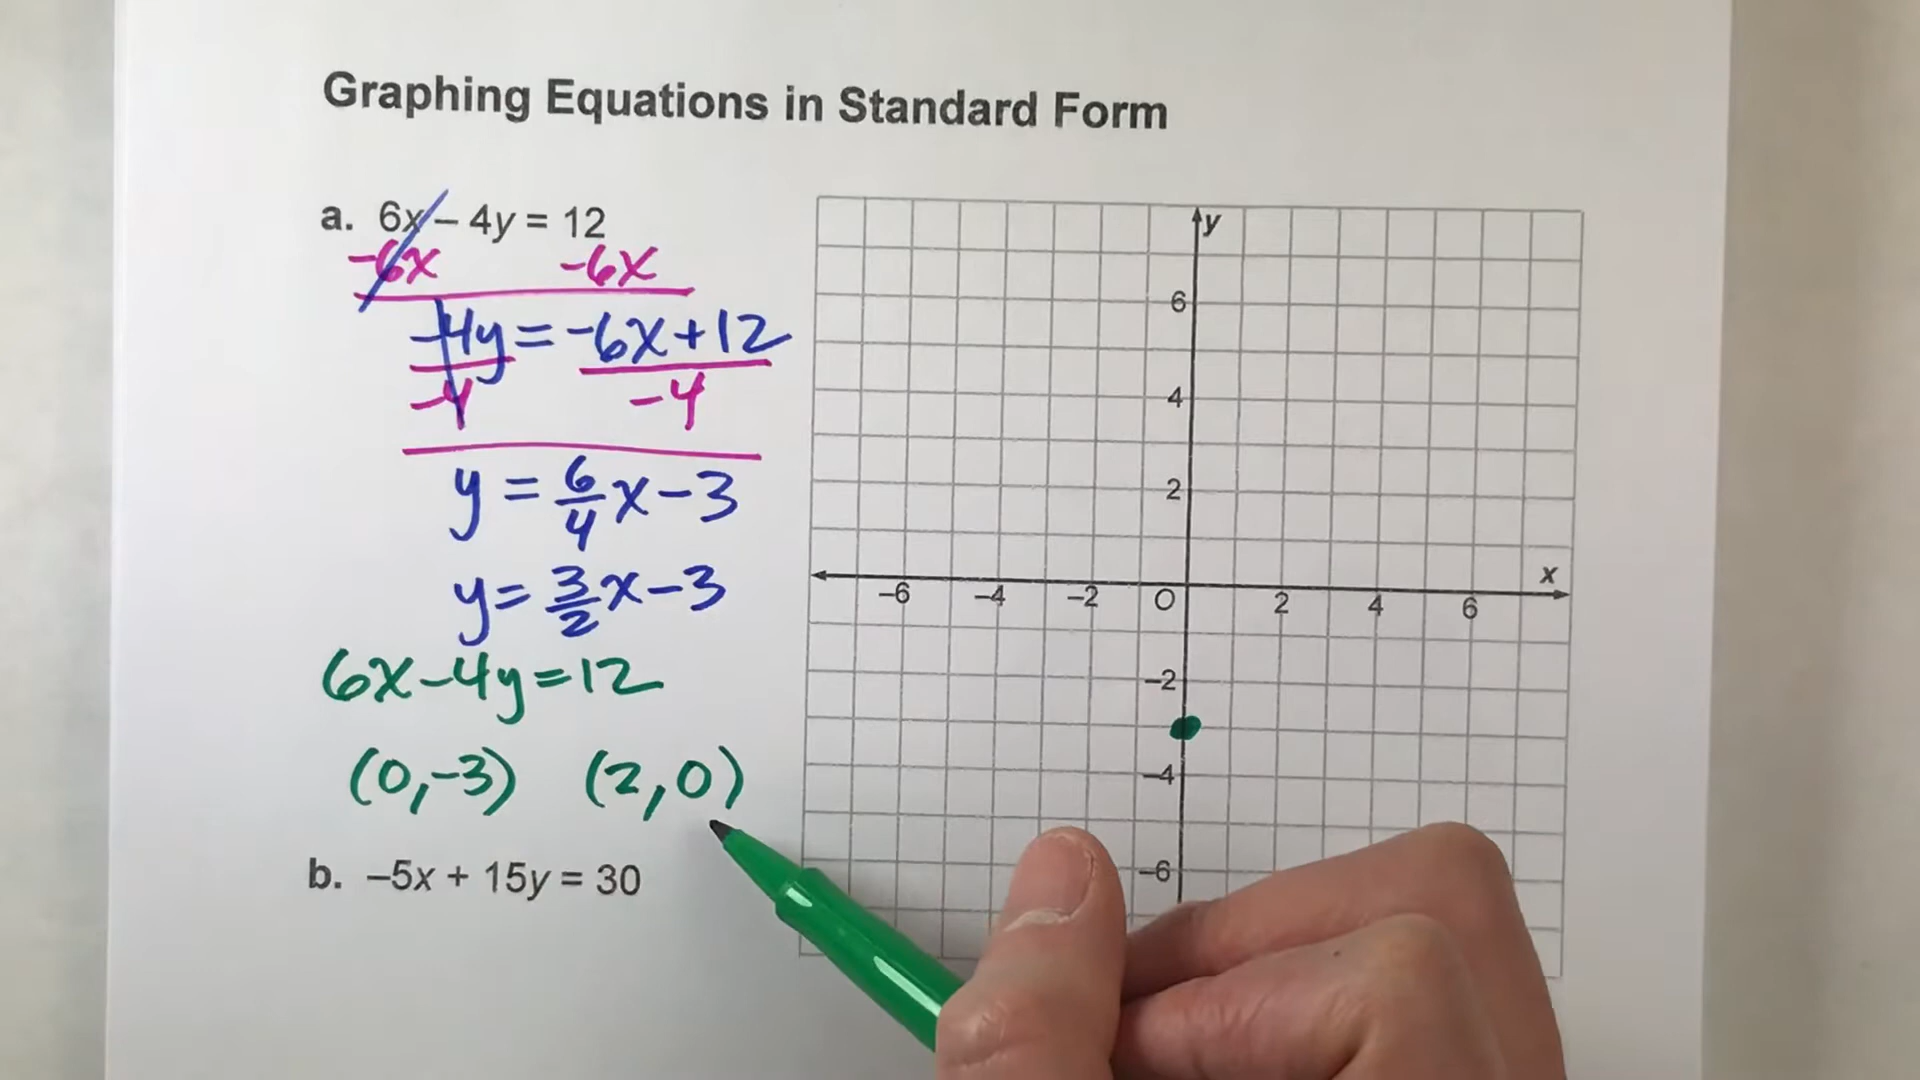 Graphing Equations in Standard Form
a. 6x – 4y = 12
-6x -6x
-4y = -6x + 12
-4 -4
y = 6/4 x - 3
y = 3/2 x - 3
6x - 4y = 12
(0, -3) (2, 0)
b. –5x + 15y = 30
y
6
4
2
x
–6 –4 –2 O 2 4 6
–2
–4
–6